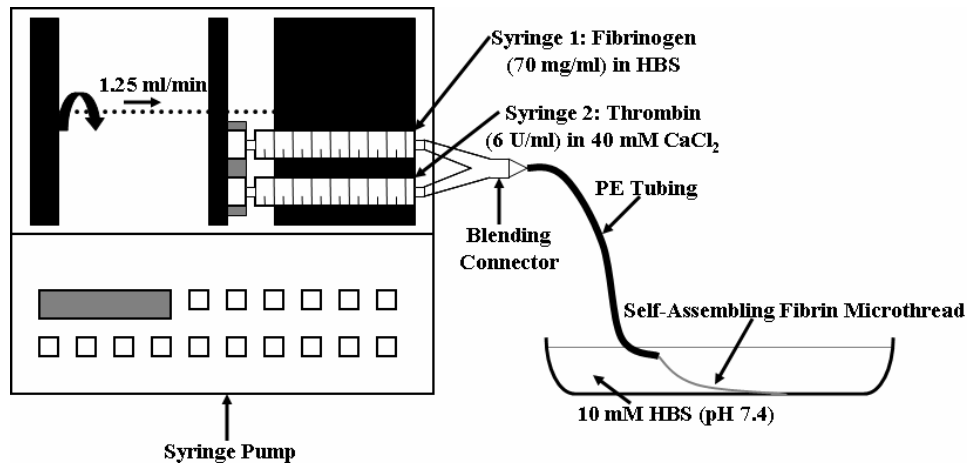 Syringe 1: Fibrinogen
(70 mg/ml) in HBS
1.25 ml/min
Syringe 2: Thrombin
(6 U/ml) in 40 mM CaCl₂
PE Tubing
Blending
Connector
Self-Assembling Fibrin Microthread
10 mM HBS (pH 7.4)
Syringe Pump